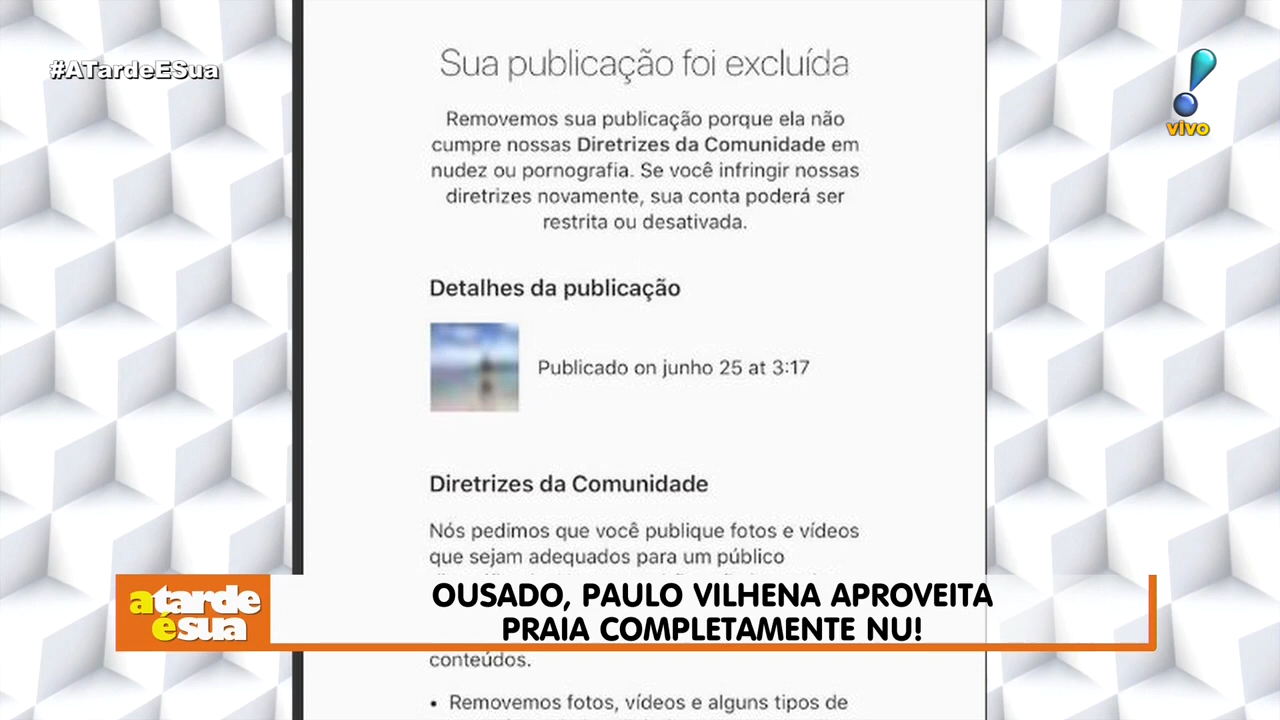 #ATardeESua
vivo
Sua publicação foi excluída
Removemos sua publicação porque ela não
cumpre nossas Diretrizes da Comunidade em
nudez ou pornografia. Se você infringir nossas
diretrizes novamente, sua conta poderá ser
restrita ou desativada.
Detalhes da publicação
Publicado on junho 25 at 3:17
Diretrizes da Comunidade
Nós pedimos que você publique fotos e vídeos
que sejam adequados para um público
a tarde
é sua
OUSADO, PAULO VILHENA APROVEITA
PRAIA COMPLETAMENTE NU!
conteúdos.
• Removemos fotos, vídeos e alguns tipos de